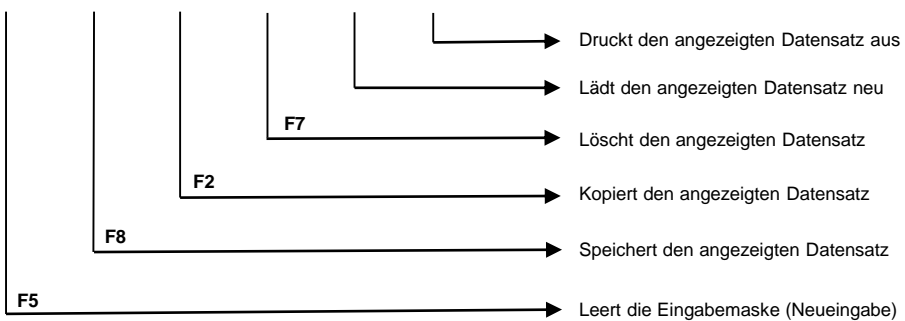 Druckt den angezeigten Datensatz aus
Lädt den angezeigten Datensatz neu
F7
Löscht den angezeigten Datensatz
F2
Kopiert den angezeigten Datensatz
F8
Speichert den angezeigten Datensatz
F5
Leert die Eingabemaske (Neueingabe)